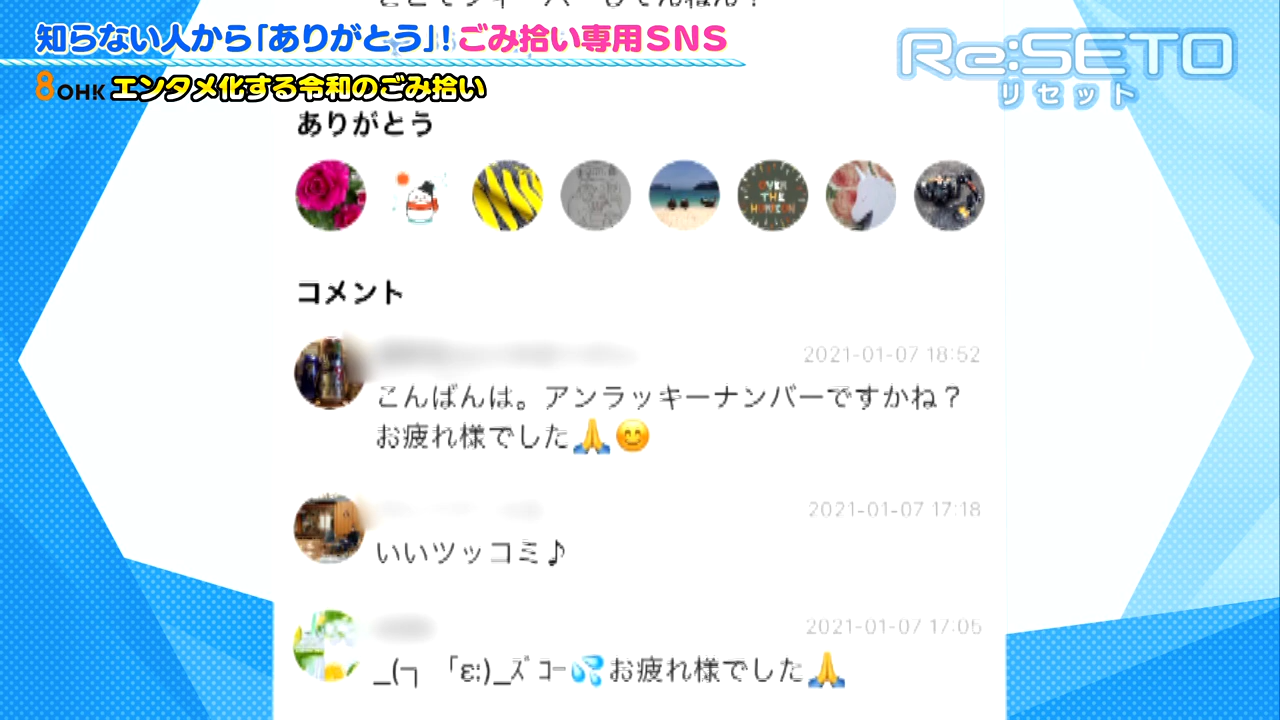 知らない人から「ありがとう」!ごみ拾い専用SNS
Re:SETO
リセット
8OHK エンタメ化する令和のごみ拾い
ありがとう
OVER
THE
HORIZON
コメント
2021-01-07 18:52
こんばんは。アンラッキーナンバーですかね?
お疲れ様でした🙏😊
2021-01-07 17:18
いいツッコミ♪
2021-01-07 17:05
_(┐「ε:)_ズコー💦お疲れ様でした🙏